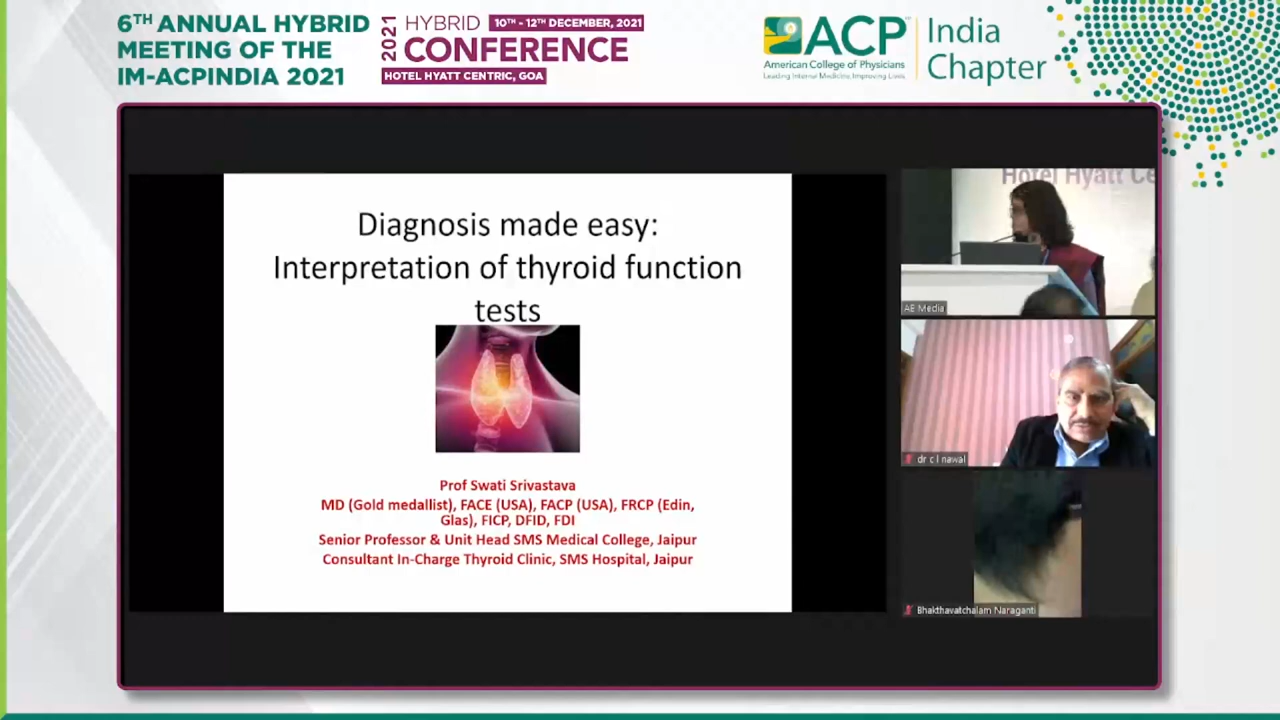 6TH ANNUAL HYBRID
MEETING OF THE
IM-ACPINDIA 2021
2021
HYBRID
10TH - 12TH DECEMBER, 2021
CONFERENCE
HOTEL HYATT CENTRIC, GOA
ACP
American College of Physicians
Leading Internal Medicine, Improving Lives
India
Chapter
Diagnosis made easy:
Interpretation of thyroid function
tests
Prof Swati Srivastava
MD (Gold medallist), FACE (USA), FACP (USA), FRCP (Edin,
Glas), FICP, DFID, FDI
Senior Professor & Unit Head SMS Medical College, Jaipur
Consultant In-Charge Thyroid Clinic, SMS Hospital, Jaipur
Hotel Hyatt Ce
AE Media
dr c l nawal
Bhakthavatchalam Naraganti